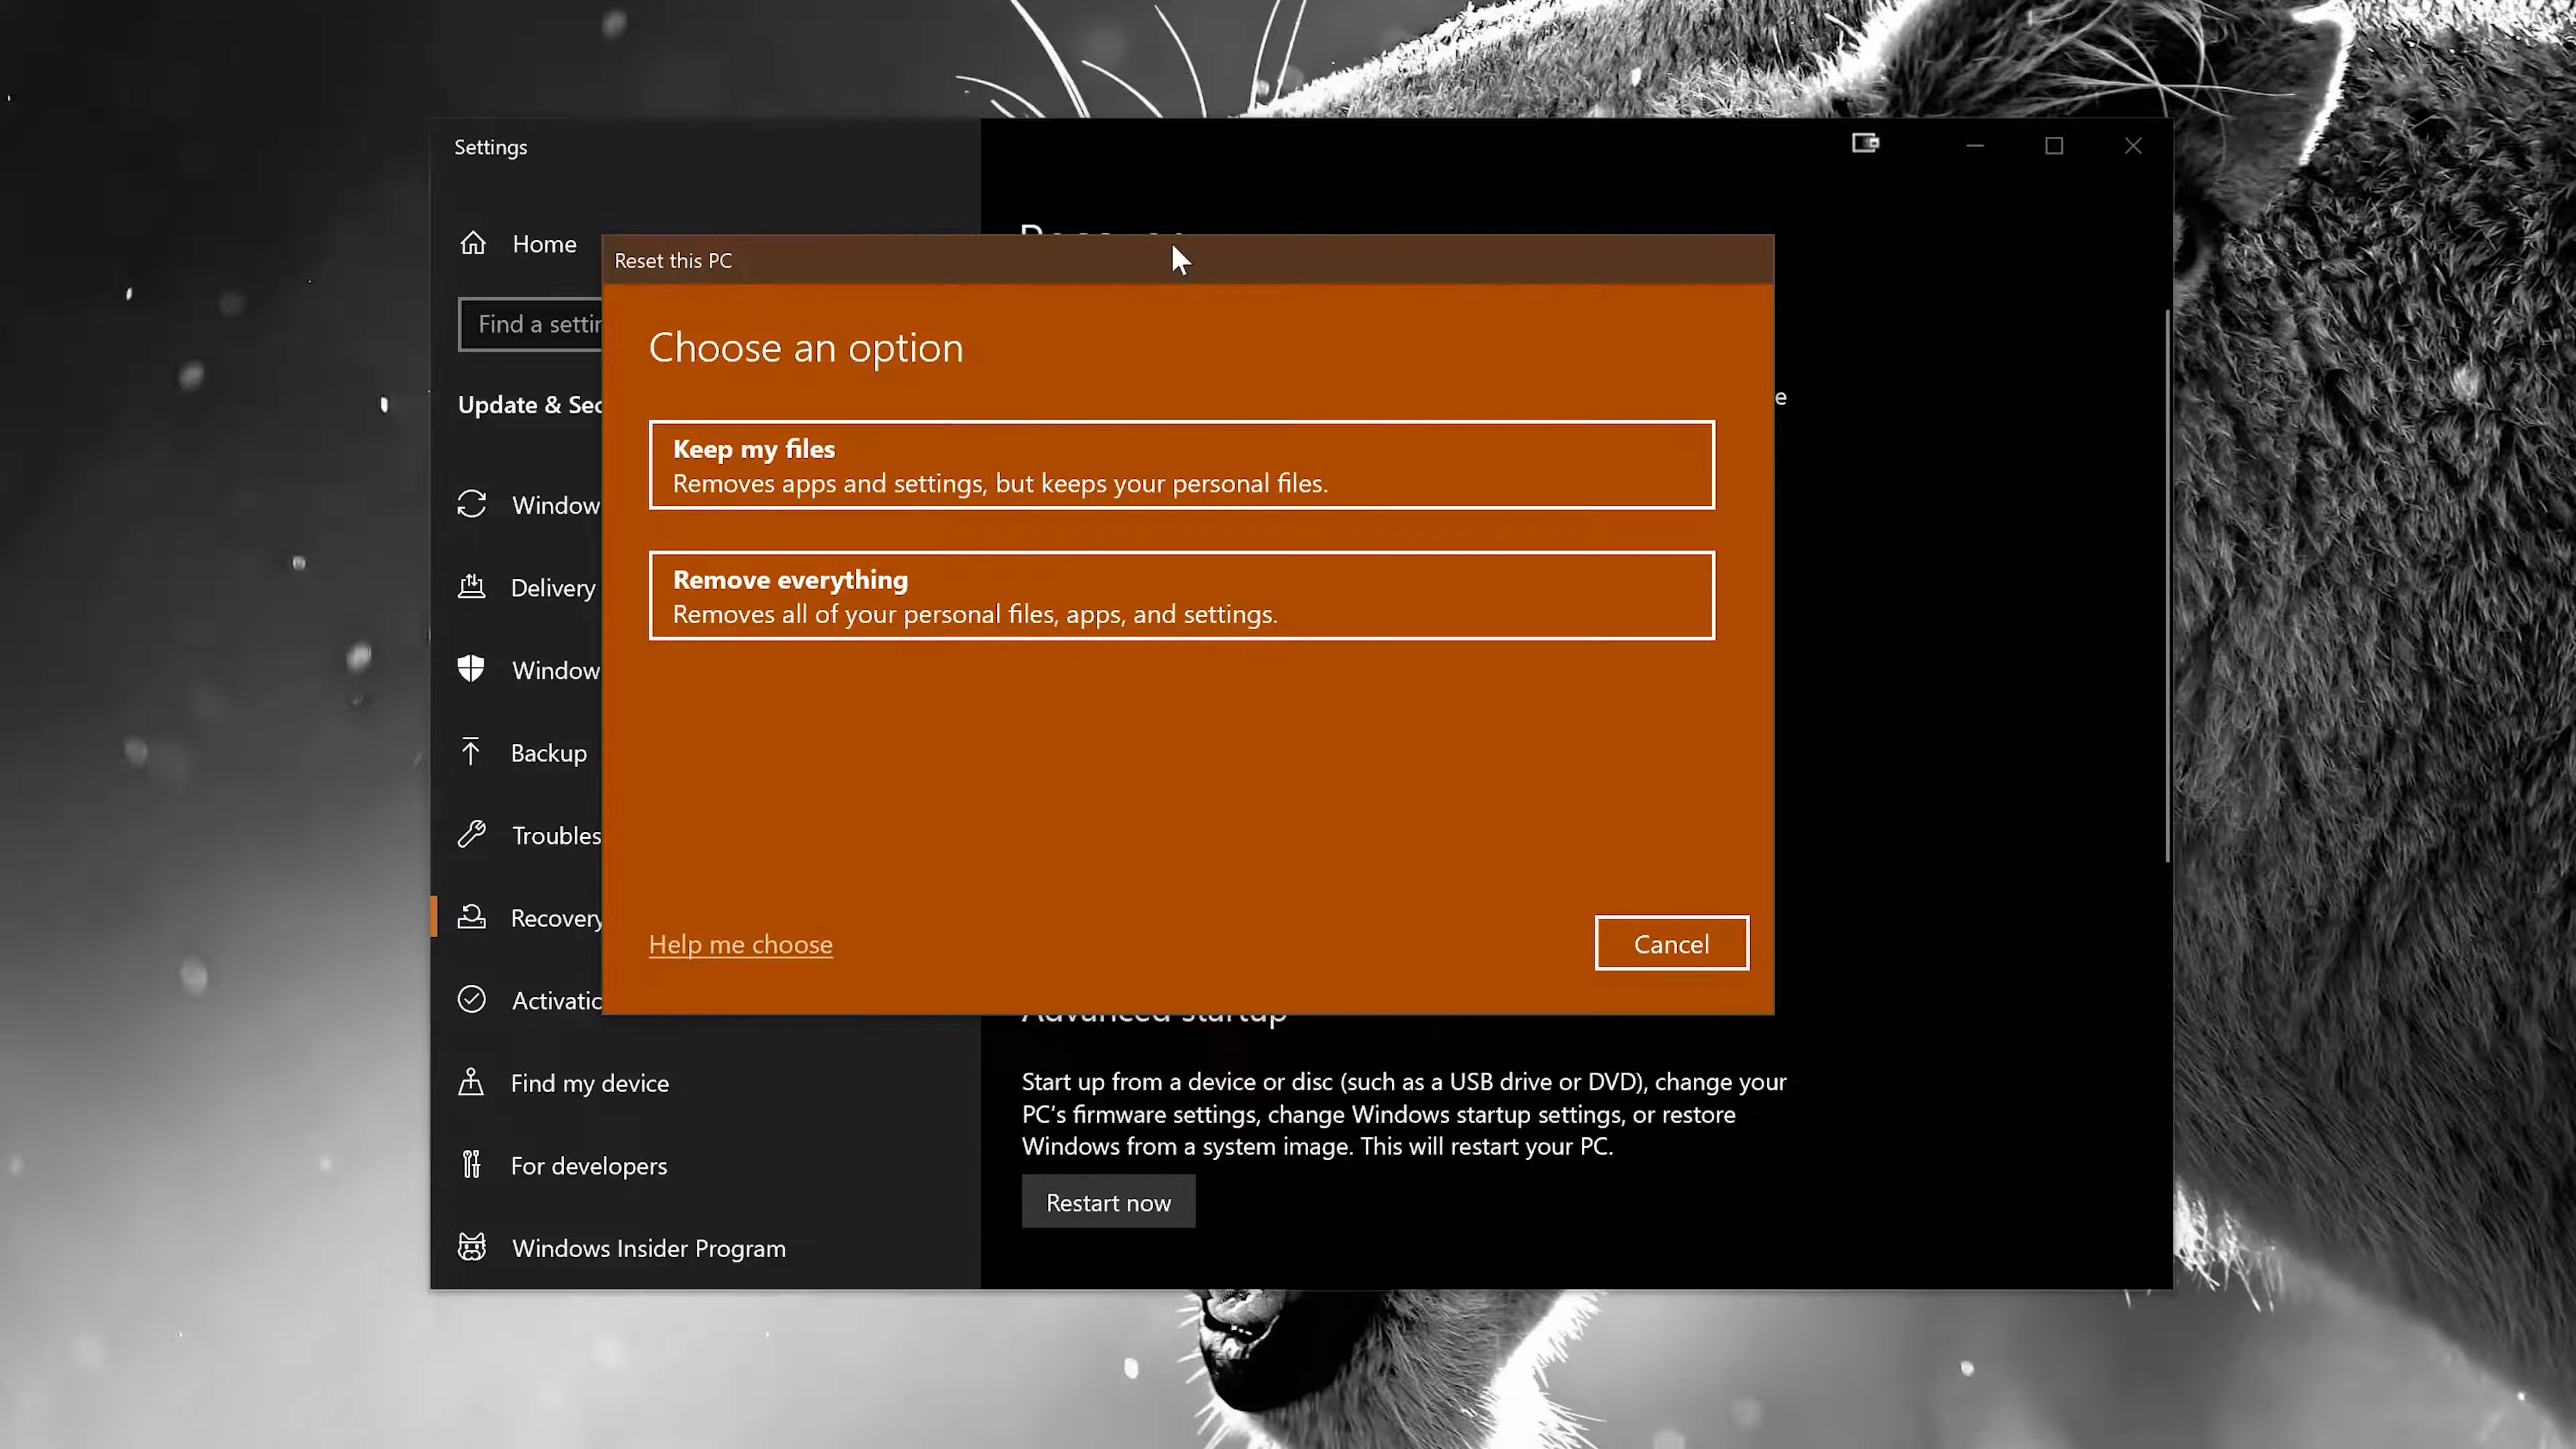 Settings
Home
Find a settin
Update & Sec
Window
Delivery
Window
Backup
Troubles
Recovery
Activatio
Find my device
For developers
Windows Insider Program
Reset this PC
Choose an option
Keep my files
Removes apps and settings, but keeps your personal files.
Remove everything
Removes all of your personal files, apps, and settings.
Help me choose
Cancel
e
Advanced startup
Start up from a device or disc (such as a USB drive or DVD), change your
PC's firmware settings, change Windows startup settings, or restore
Windows from a system image. This will restart your PC.
Restart now